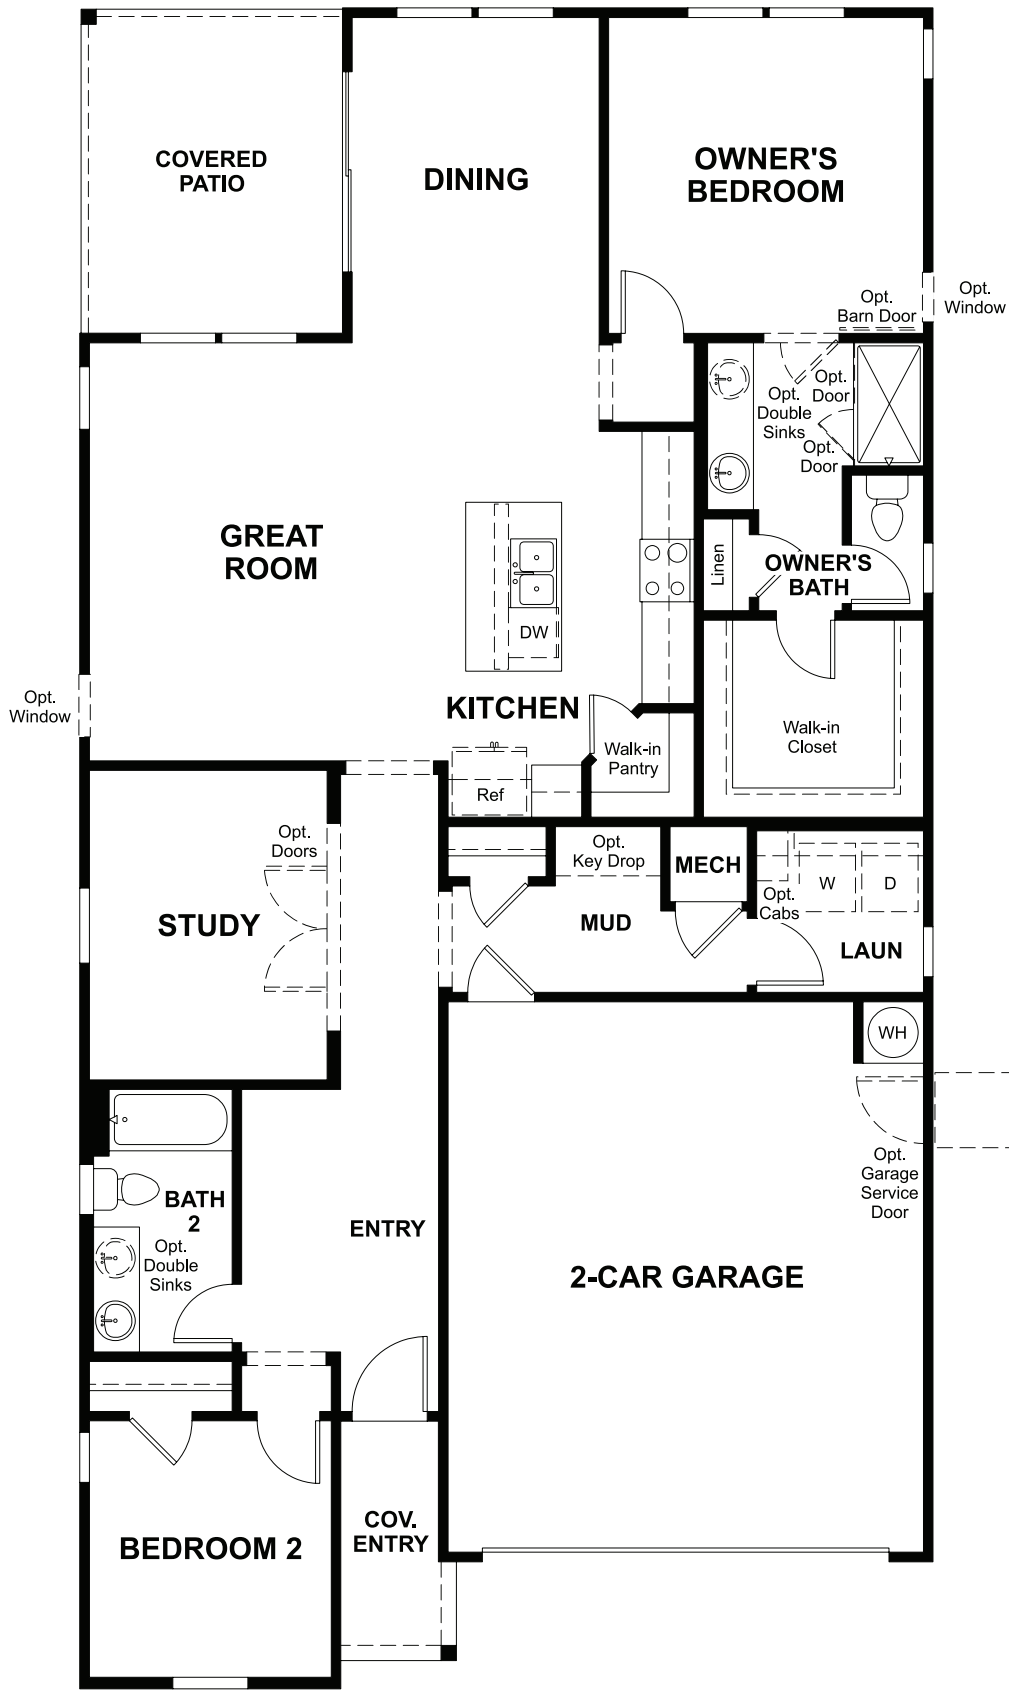 COVERED
PATIO
DINING
OWNER'S
BEDROOM
Opt.
Barn Door
Opt.
Window
Opt.
Door
Opt.
Double
Sinks
Opt.
Door
GREAT
ROOM
Linen
OWNER'S
BATH
DW
Opt.
Window
KITCHEN
Walk-in
Closet
Walk-in
Pantry
Ref
Opt.
Doors
Opt.
Key Drop
MECH
W
D
Opt.
Cabs
STUDY
MUD
LAUN
WH
Opt.
Garage
Service
Door
BATH
2
Opt.
Double
Sinks
ENTRY
2-CAR GARAGE
COV.
ENTRY
BEDROOM 2